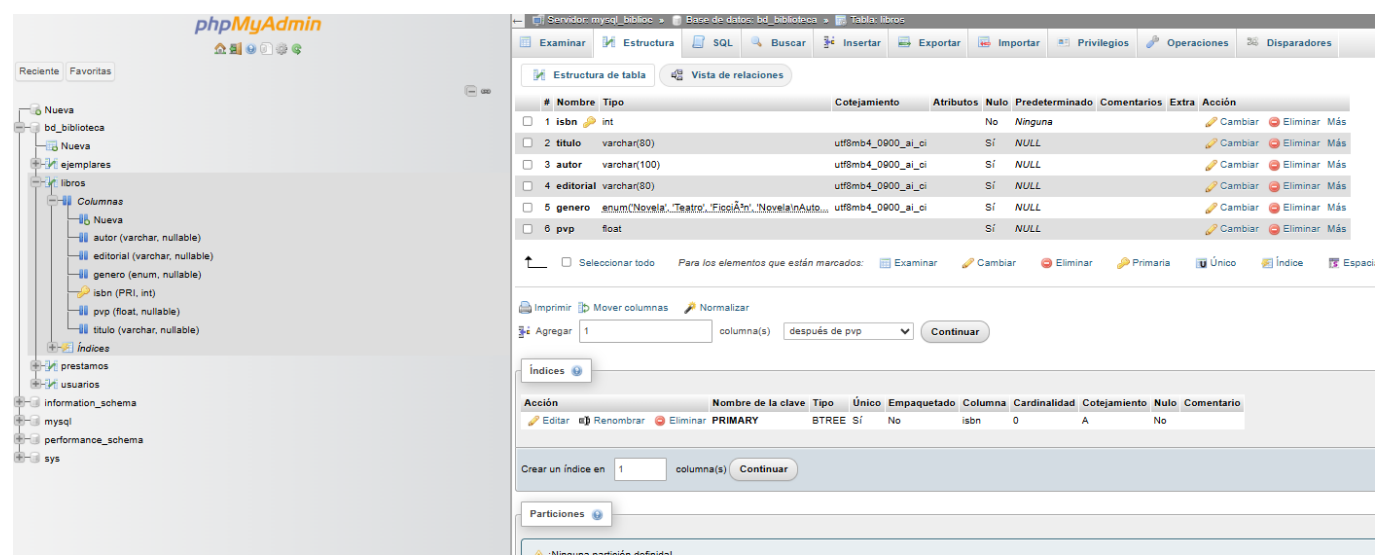 phpMyAdmin
Reciente Favoritas
Nueva
bd_biblioteca
Nueva
ejemplares
libros
Columnas
Nueva
autor (varchar, nullable)
editorial (varchar, nullable)
genero (enum, nullable)
isbn (PRI, int)
pvp (float, nullable)
titulo (varchar, nullable)
Índices
prestamos
usuarios
information_schema
mysql
performance_schema
sys
← Servidor: mysql_biblioc » Base de datos: bd_biblioteca » Tabla: libros
Examinar Estructura SQL Buscar Insertar Exportar Importar Privilegios Operaciones Disparadores
Estructura de tabla Vista de relaciones
# Nombre Tipo Cotejamiento Atributos Nulo Predeterminado Comentarios Extra Acción
1 isbn int No Ninguna Cambiar Eliminar Más
2 titulo varchar(80) utf8mb4_0900_ai_ci Sí NULL Cambiar Eliminar Más
3 autor varchar(100) utf8mb4_0900_ai_ci Sí NULL Cambiar Eliminar Más
4 editorial varchar(80) utf8mb4_0900_ai_ci Sí NULL Cambiar Eliminar Más
5 genero enum('Novela', 'Teatro', 'FicciÃ³n', 'Novela\nAuto... utf8mb4_0900_ai_ci Sí NULL Cambiar Eliminar Más
6 pvp float Sí NULL Cambiar Eliminar Más
Seleccionar todo Para los elementos que están marcados: Examinar Cambiar Eliminar Primaria Único Índice Espaci
Imprimir Mover columnas Normalizar
Agregar 1 columna(s) después de pvp Continuar
Índices
Acción Nombre de la clave Tipo Único Empaquetado Columna Cardinalidad Cotejamiento Nulo Comentario
Editar Renombrar Eliminar PRIMARY BTREE Sí No isbn 0 A No
Crear un índice en 1 columna(s) Continuar
Particiones
¡Ninguna partición definida!